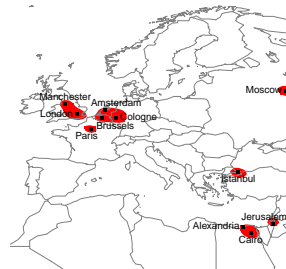 Moscow
Manchester
Amsterdam
London
Cologne
Brussels
Paris
Istanbul
Jerusalem
Alexandria
Cairo